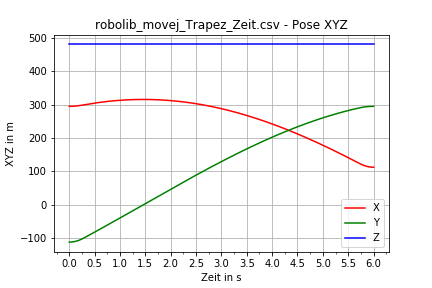 robolib_movej_Trapez_Zeit.csv - Pose XYZ
XYZ in m
500
400
300
200
100
0
−100
0.0 0.5 1.0 1.5 2.0 2.5 3.0 3.5 4.0 4.5 5.0 5.5 6.0
Zeit in s
X
Y
Z